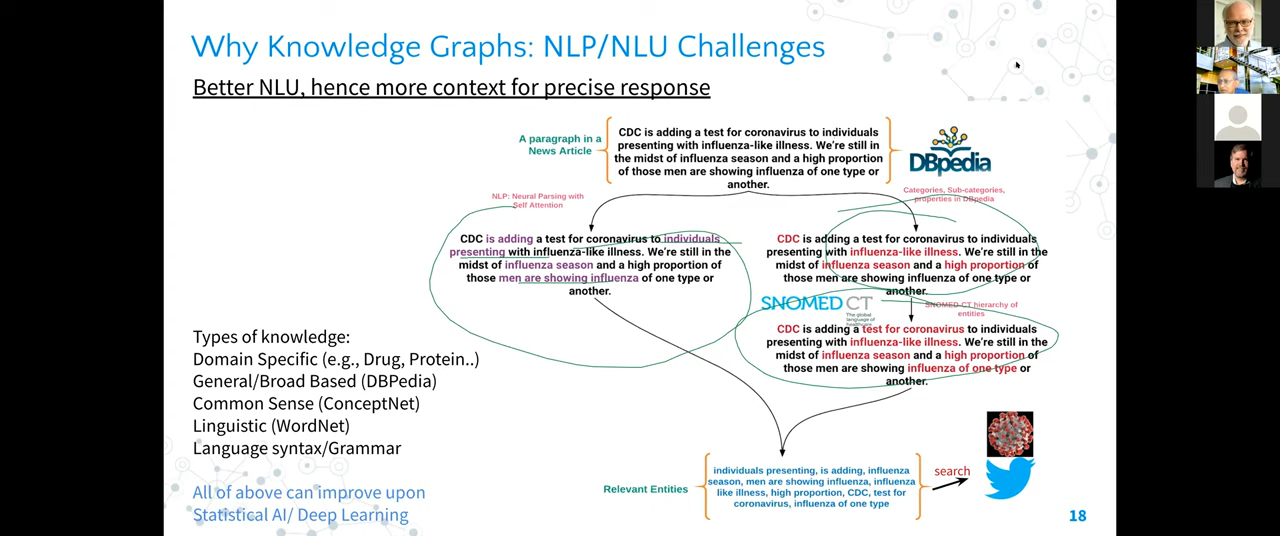 Why Knowledge Graphs: NLP/NLU Challenges
Better NLU, hence more context for precise response
A paragraph in a
News Article
CDC is adding a test for coronavirus to individuals
presenting with influenza-like illness. We're still in
the midst of influenza season and a high proportion
of those men are showing influenza of one type or
another.
DBpedia
NLP: Neural Parsing with
Self Attention
Categories, Sub-categories,
properties in DBpedia
CDC is adding a test for coronavirus to individuals
presenting with influenza-like illness. We're still in the
midst of influenza season and a high proportion of
those men are showing influenza of one type or
another.
CDC is adding a test for coronavirus to individuals
presenting with influenza-like illness. We're still in the
midst of influenza season and a high proportion of
those men are showing influenza of one type or
another.
SNOMED CT
The global
language of
healthcare
SNOMED-CT hierarchy of
entities
CDC is adding a test for coronavirus to individuals
presenting with influenza-like illness. We're still in the
midst of influenza season and a high proportion of
those men are showing influenza of one type or
another.
Types of knowledge:
Domain Specific (e.g., Drug, Protein..)
General/Broad Based (DBPedia)
Common Sense (ConceptNet)
Linguistic (WordNet)
Language syntax/Grammar
All of above can improve upon
Statistical AI/ Deep Learning
Relevant Entities
individuals presenting, is adding, influenza
season, men are showing influenza, influenza
like illness, high proportion, CDC, test for
coronavirus, influenza of one type
search
18